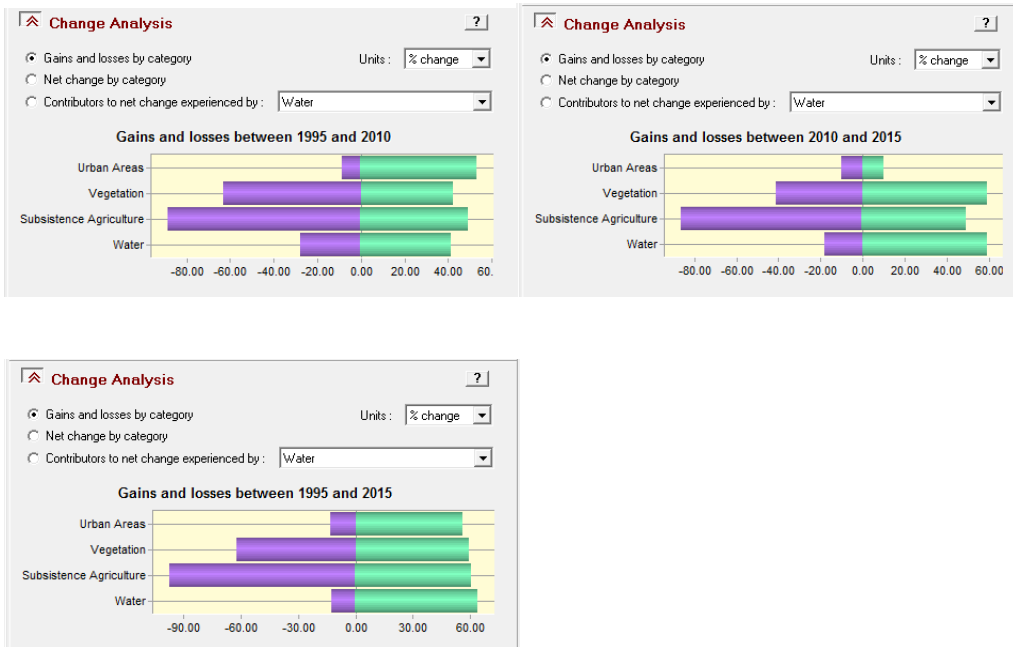 Change Analysis
?
Gains and losses by category
Units :
% change
Net change by category
Contributors to net change experienced by :
Water
Gains and losses between 1995 and 2010
Urban Areas
Vegetation
Subsistence Agriculture
Water
-80.00 -60.00 -40.00 -20.00 0.00 20.00 40.00 60.
Change Analysis
?
Gains and losses by category
Units :
% change
Net change by category
Contributors to net change experienced by :
Water
Gains and losses between 2010 and 2015
Urban Areas
Vegetation
Subsistence Agriculture
Water
-80.00 -60.00 -40.00 -20.00 0.00 20.00 40.00 60.00
Change Analysis
?
Gains and losses by category
Units :
% change
Net change by category
Contributors to net change experienced by :
Water
Gains and losses between 1995 and 2015
Urban Areas
Vegetation
Subsistence Agriculture
Water
-90.00 -60.00 -30.00 0.00 30.00 60.00